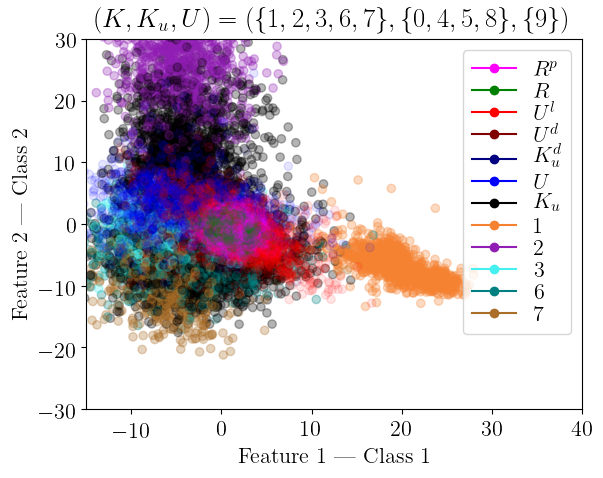 (K, K_u, U) = ({1, 2, 3, 6, 7}, {0, 4, 5, 8}, {9})
30
20
10
0
−10
−20
−30
Feature 2 — Class 2
−10
0
10
20
30
40
Feature 1 — Class 1
R^p
R
U^l
U^d
K_u^d
U
K_u
1
2
3
6
7